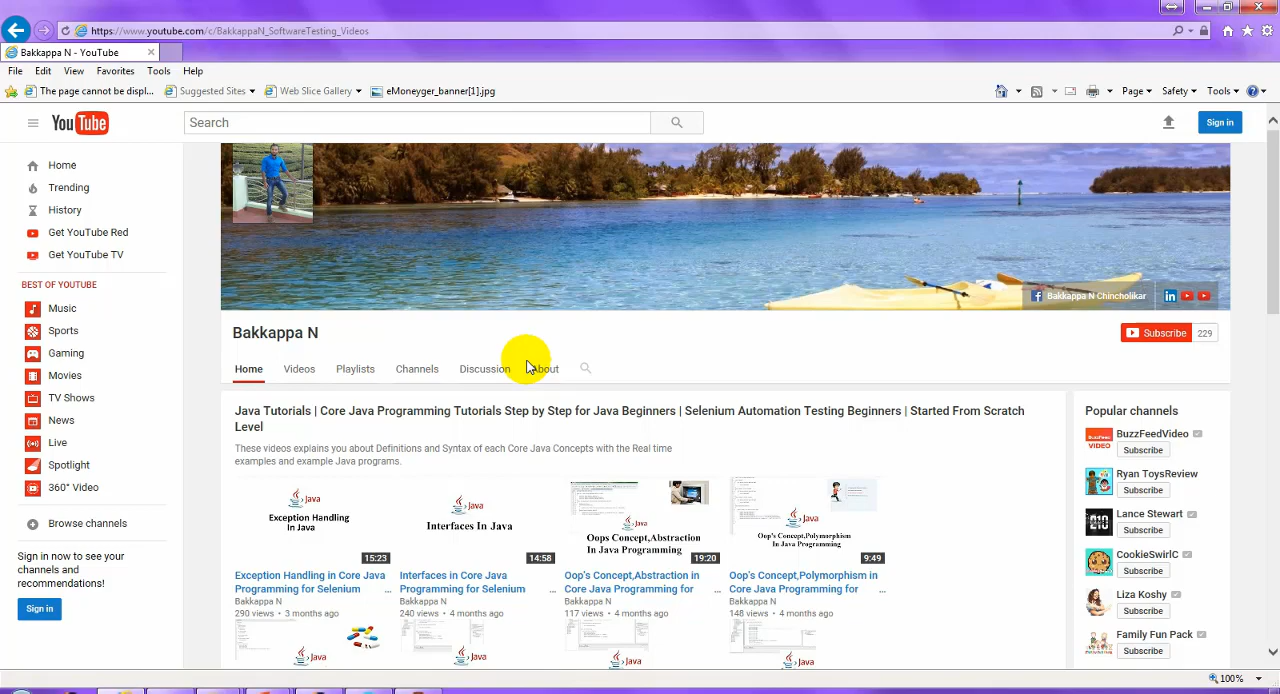 https://www.youtube.com/c/BakkappaN_SoftwareTesting_Videos
Bakkappa N - YouTube
File Edit View Favorites Tools Help
The page cannot be displ... Suggested Sites Web Slice Gallery eMoneyger_banner[1].jpg Page Safety Tools
YouTube Search Sign in
Home
Trending
History
Get YouTube Red
Get YouTube TV
BEST OF YOUTUBE
Music
Sports
Gaming
Movies
TV Shows
News
Live
Spotlight
360° Video
Browse channels
Sign in now to see your
channels and
recommendations!
Sign in
Bakkappa N Chincholikar
Bakkappa N
Subscribe 229
Home Videos Playlists Channels Discussion About
Java Tutorials | Core Java Programming Tutorials Step by Step for Java Beginners | Selenium Automation Testing Beginners | Started From Scratch
Level
These videos explains you about Definitions and Syntax of each Core Java Concepts with the Real time
examples and example Java programs.
Java
Exception Handling
In Java
15:23
Exception Handling in Core Java
Programming for Selenium ...
Bakkappa N
290 views • 3 months ago
Java
Interfaces In Java
14:58
Interfaces in Core Java
Programming for Selenium ...
Bakkappa N
240 views • 4 months ago
Java
Oops Concept,Abstraction
In Java Programming
19:20
Oop's Concept,Abstraction in
Core Java Programming for ...
Bakkappa N
117 views • 4 months ago
Java
Oop's Concept,Polymorphism
In Java Programming
9:49
Oop's Concept,Polymorphism in
Core Java Programming for ...
Bakkappa N
148 views • 4 months ago
Java
Java
Java
Java
Popular channels
BuzzFeedVideo
Subscribe
Ryan ToysReview
Subscribe
Lance Stewart
Subscribe
CookieSwirlC
Subscribe
Liza Koshy
Subscribe
Family Fun Pack
Subscribe
100%